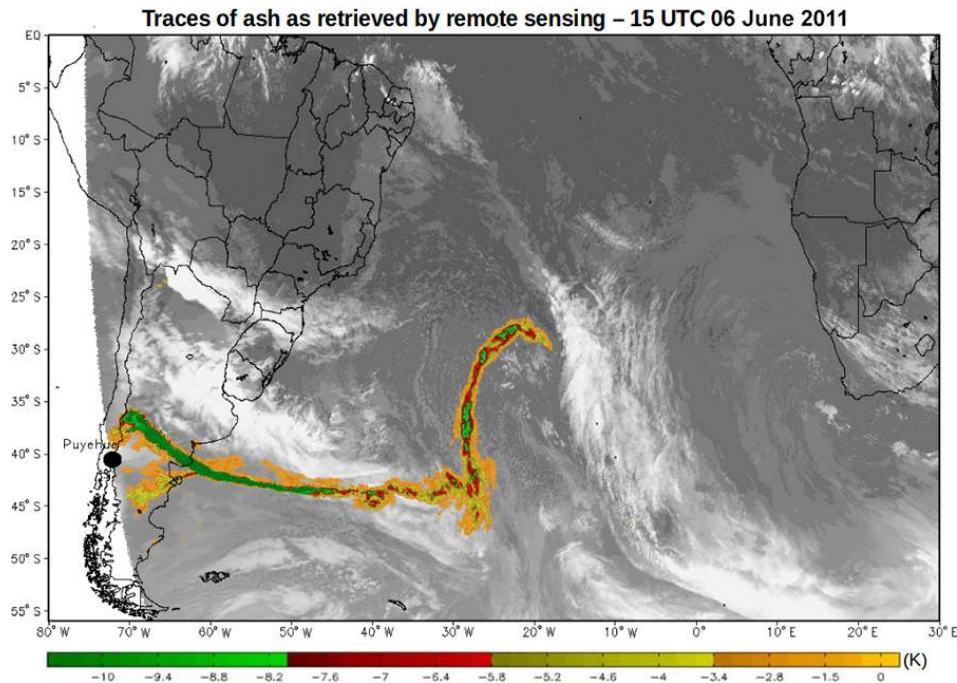 Traces of ash as retrieved by remote sensing – 15 UTC 06 June 2011
EQ
5° S
10° S
15° S
20° S
25° S
30° S
35° S
Puyehue
40° S
45° S
50° S
55° S
80° W 70° W 60° W 50° W 40° W 30° W 20° W 10° W 0° W 10° E 20° E 30° E
-10 -9.4 -8.8 -8.2 -7.6 -7 -6.4 -5.8 -5.2 -4.6 -4 -3.4 -2.8 -1.5 0 (K)